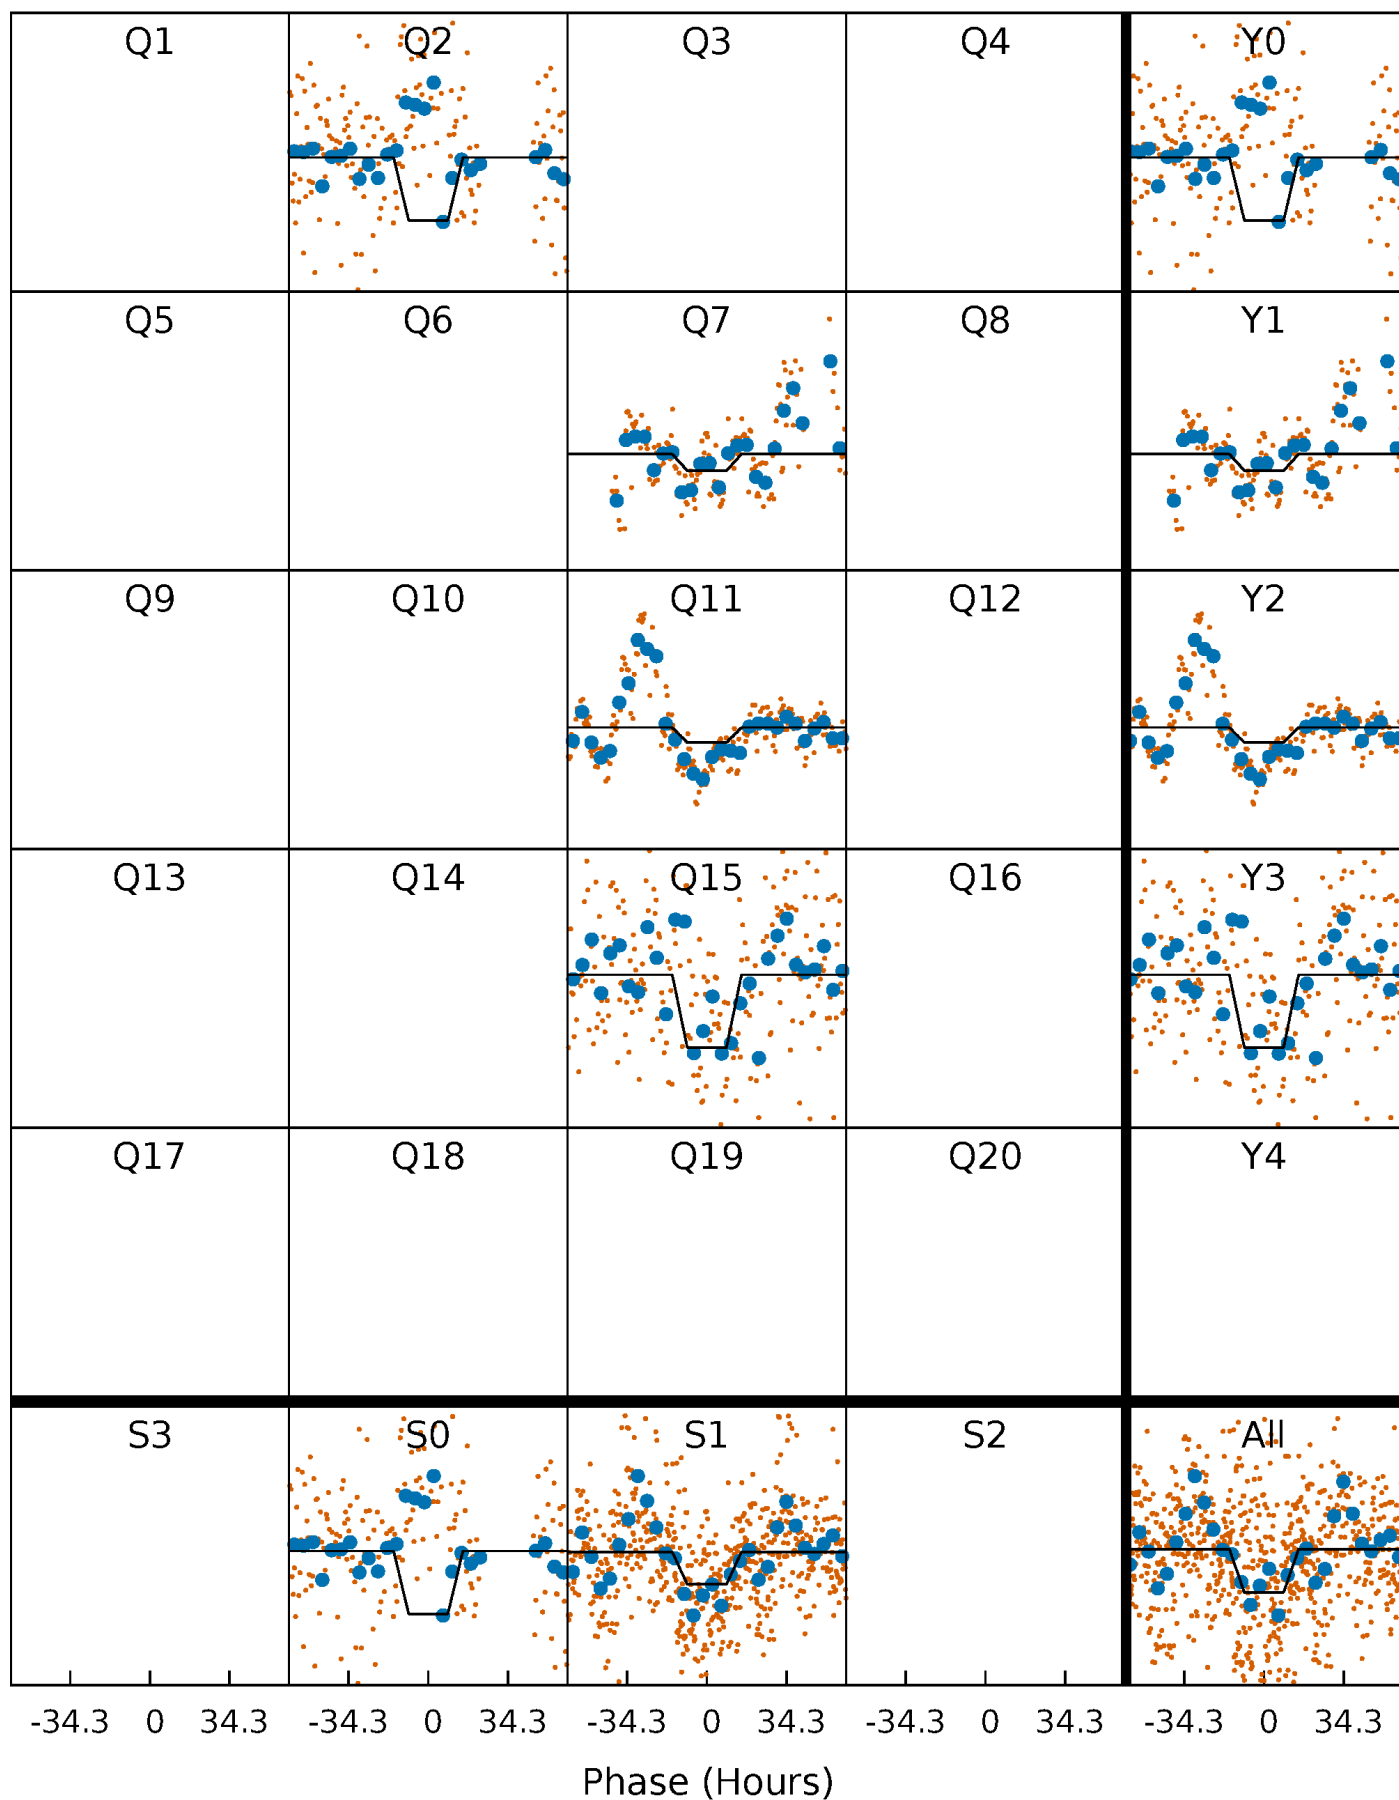 Q1 Q2 Q3 Q4 Y0
Q5 Q6 Q7 Q8 Y1
Q9 Q10 Q11 Q12 Y2
Q13 Q14 Q15 Q16 Y3
Q17 Q18 Q19 Q20 Y4
S3 S0 S1 S2 All
-34.3 0 34.3 -34.3 0 34.3 -34.3 0 34.3 -34.3 0 34.3 -34.3 0 34.3
Phase (Hours)